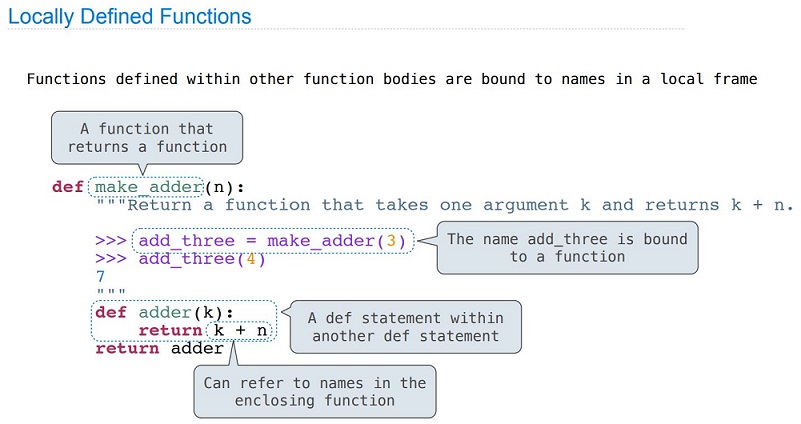 Locally Defined Functions
Functions defined within other function bodies are bound to names in a local frame
A function that
returns a function
def make_adder(n):
"""Return a function that takes one argument k and returns k + n.
>>> add_three = make_adder(3)
>>> add_three(4)
7
"""
The name add_three is bound
to a function
def adder(k):
return k + n
return adder
A def statement within
another def statement
Can refer to names in the
enclosing function